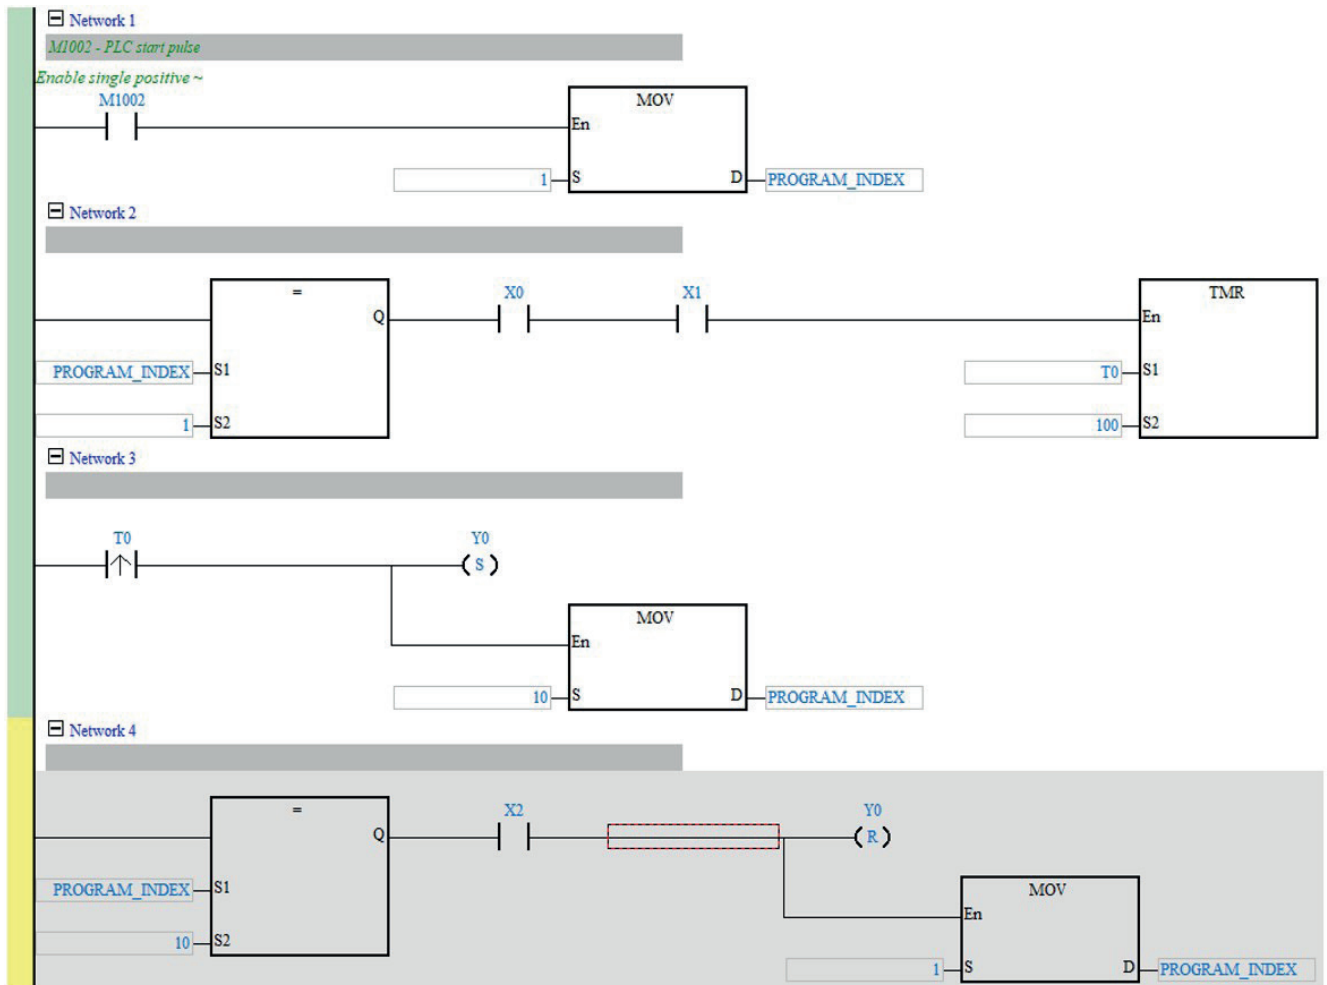 Network 1
M1002 - PLC start pulse
Enable single positive ~
M1002
MOV
En
1 S D PROGRAM_INDEX
Network 2
= X0 X1 TMR
Q En
PROGRAM_INDEX S1 T0 S1
1 S2 100 S2
Network 3
T0 Y0
S
MOV
En
10 S D PROGRAM_INDEX
Network 4
= X2 Y0
Q R
PROGRAM_INDEX S1 MOV
En
10 S2
1 S D PROGRAM_INDEX